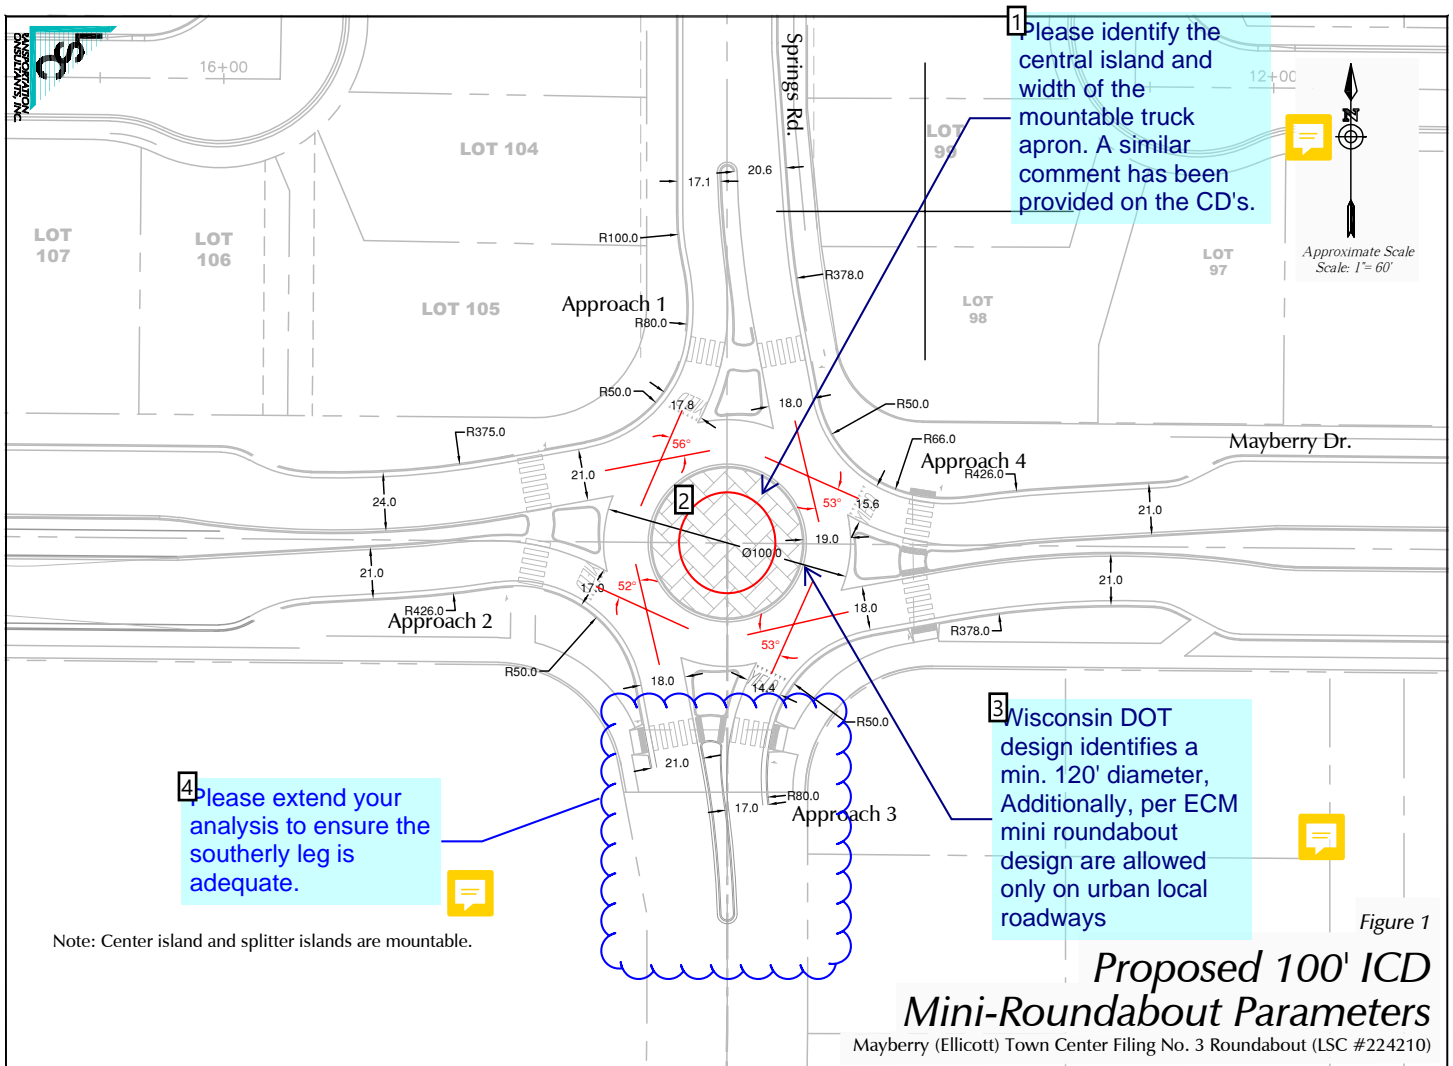 LSC
TRANSPORTATION
CONSULTANTS, INC.
16+00
12+00
Springs Rd.
1
Please identify the
central island and
width of the
mountable truck
apron. A similar
comment has been
provided on the CD's.
N
Approximate Scale
Scale: 1"= 60'
LOT 104
LOT
99
LOT
107
LOT
106
LOT 105
LOT
98
LOT
97
17.1
20.6
R100.0
R378.0
Approach 1
R80.0
R50.0
17.8
18.0
R50.0
R375.0
56°
R66.0
Mayberry Dr.
Approach 4
R426.0
21.0
24.0
2
53°
15.6
21.0
19.0
Ø100.0
21.0
52°
17.0
21.0
R426.0
Approach 2
18.0
R378.0
53°
R50.0
18.0
14.4
R50.0
21.0
R80.0
17.0
Approach 3
3
Wisconsin DOT
design identifies a
min. 120' diameter,
Additionally, per ECM
mini roundabout
design are allowed
only on urban local
roadways
4
Please extend your
analysis to ensure the
southerly leg is
adequate.
Note: Center island and splitter islands are mountable.
Figure 1
Proposed 100' ICD
Mini-Roundabout Parameters
Mayberry (Ellicott) Town Center Filing No. 3 Roundabout (LSC #224210)